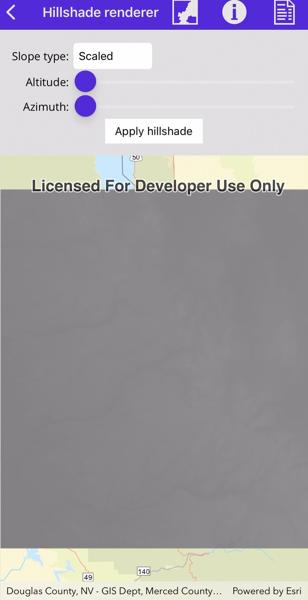 Hillshade renderer
Slope type: Scaled
Altitude:
Azimuth:
Apply hillshade
50
Licensed For Developer Use Only
140
49
Douglas County, NV - GIS Dept, Merced County… Powered by Esri